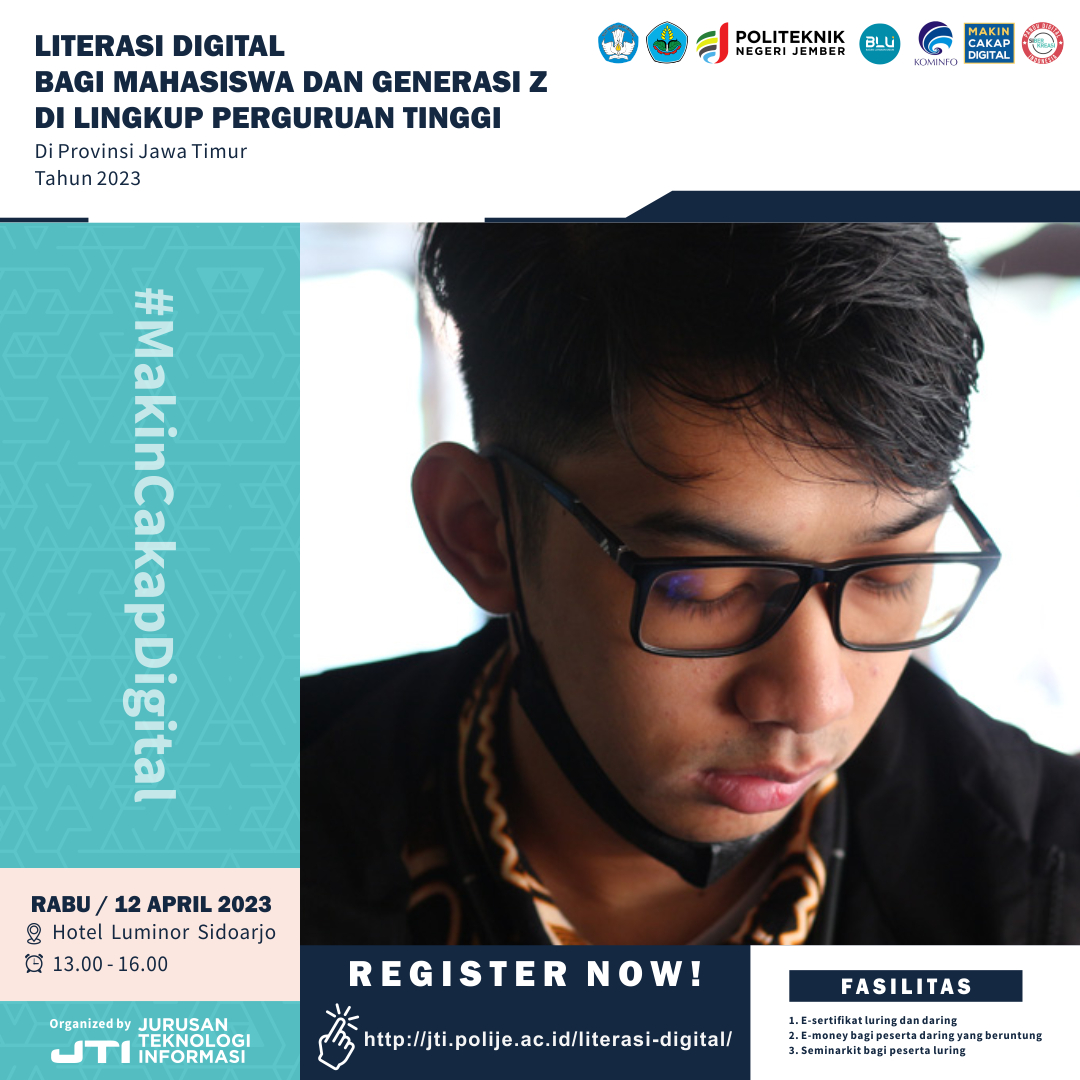 LITERASI DIGITAL
BAGI MAHASISWA DAN GENERASI Z
DI LINGKUP PERGURUAN TINGGI
Di Provinsi Jawa Timur
Tahun 2023
POLITEKNIK
NEGERI JEMBER
BLU
KOMINFO
MAKIN
CAKAP
DIGITAL
#MakinCakapDigital
RABU / 12 APRIL 2023
Hotel Luminor Sidoarjo
13.00 - 16.00
Organized by
JTI
JURUSAN
TEKNOLOGI
INFORMASI
REGISTER NOW!
http://jti.polije.ac.id/literasi-digital/
FASILITAS
1. E-sertifikat luring dan daring
2. E-money bagi peserta daring yang beruntung
3. Seminarkit bagi peserta luring